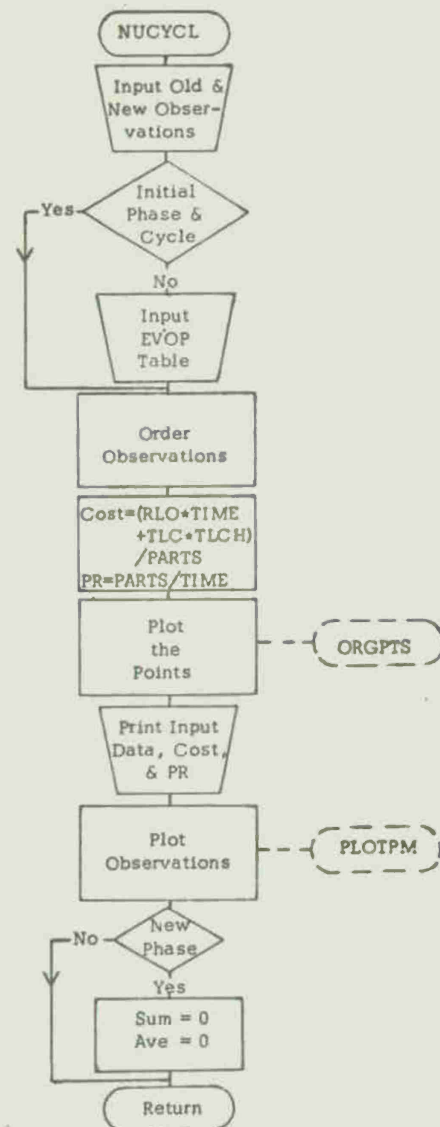 NUCYCL
Input Old &
New Obser-
vations
Yes
Initial
Phase &
Cycle
No
Input
EVOP
Table
Order
Observations
Cost=(RLO*TIME
+TLC*TLCH)
/PARTS
PR=PARTS/TIME
Plot
the
Points
ORGPTS
Print Input
Data, Cost,
& PR
Plot
Observations
PLOTPM
No
New
Phase
Yes
Sum = 0
Ave = 0
Return